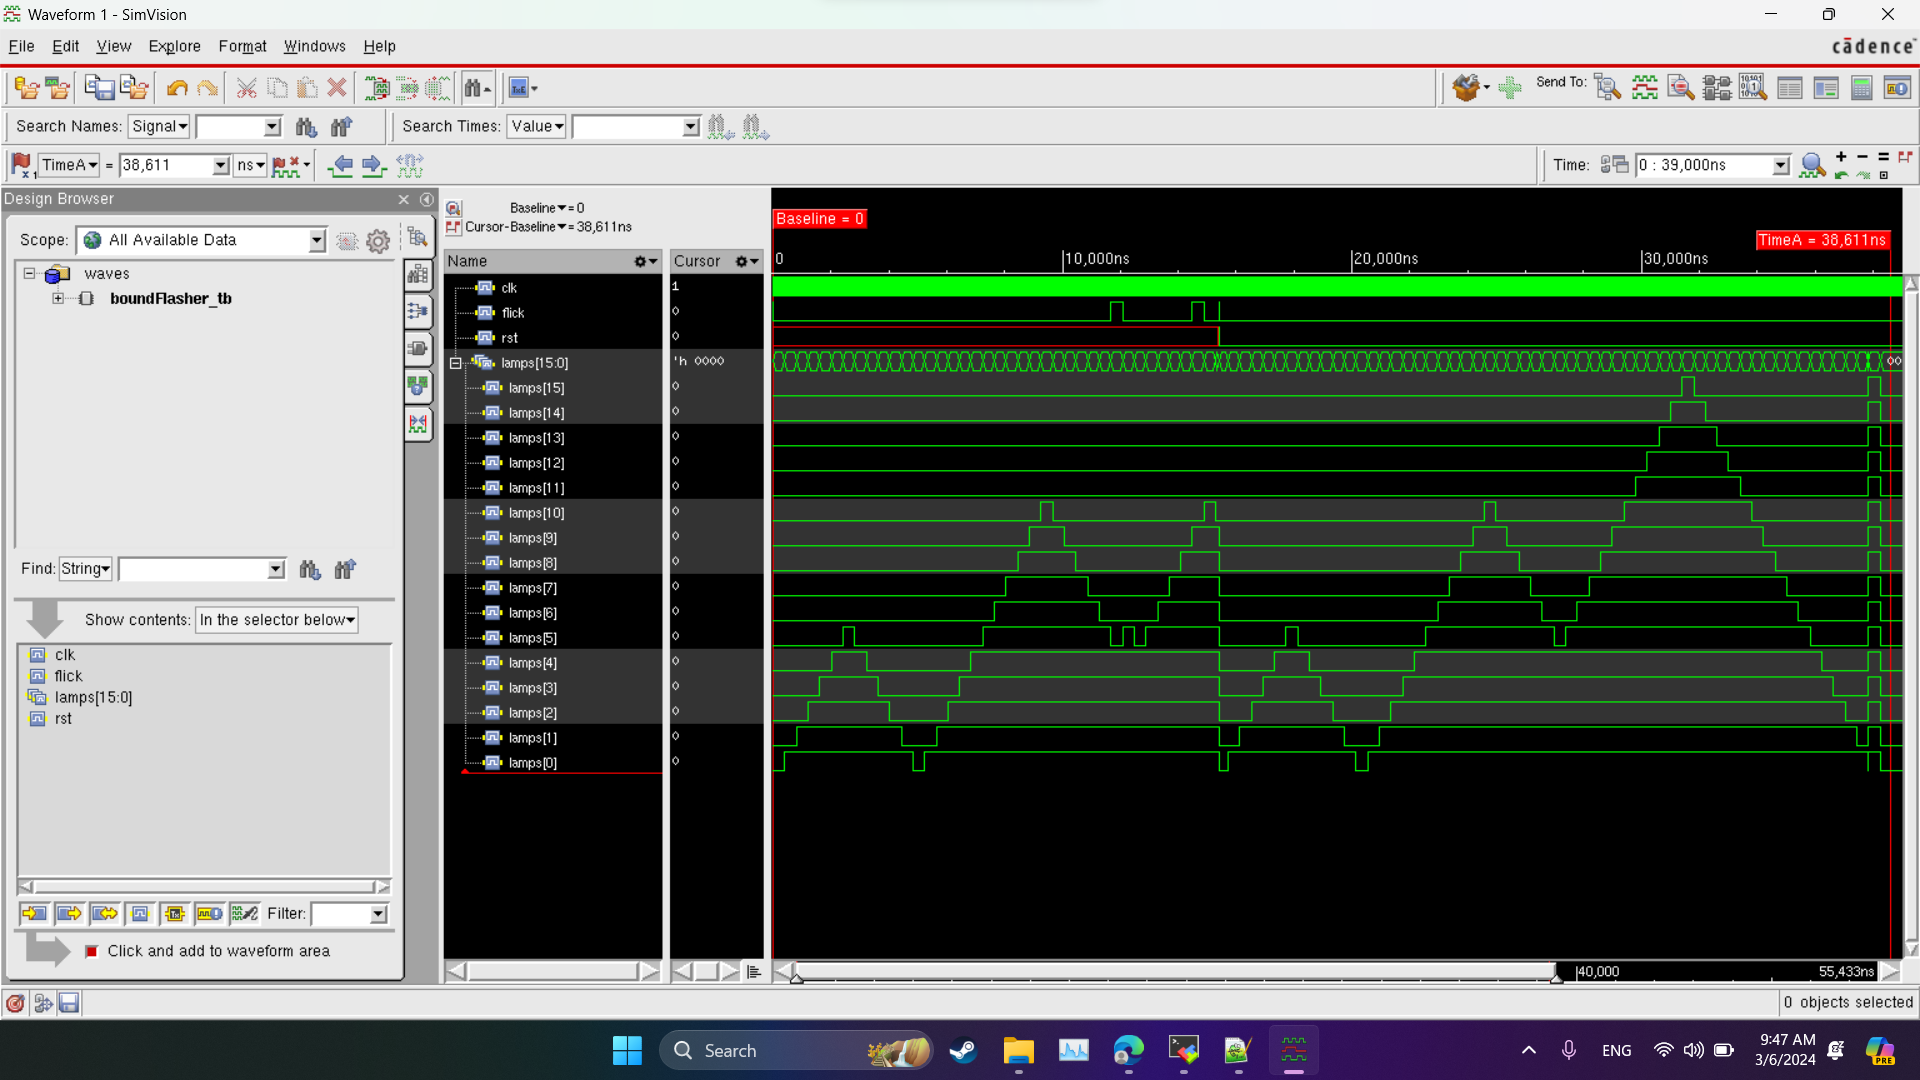 Waveform 1 - SimVision
File Edit View Explore Format Windows Help
cādence
Send To:
Search Names: Signal Search Times: Value
TimeA = 38,611 ns Time: 0 : 39,000ns
Design Browser
Scope: All Available Data
waves
boundFlasher_tb
Find: String
Show contents: In the selector below
clk
flick
lamps[15:0]
rst
Filter:
Click and add to waveform area
Baseline = 0
Cursor-Baseline = 38,611ns
Name Cursor
clk 1
flick 0
rst 0
lamps[15:0] 'h 0000
lamps[15] 0
lamps[14] 0
lamps[13] 0
lamps[12] 0
lamps[11] 0
lamps[10] 0
lamps[9] 0
lamps[8] 0
lamps[7] 0
lamps[6] 0
lamps[5] 0
lamps[4] 0
lamps[3] 0
lamps[2] 0
lamps[1] 0
lamps[0] 0
Baseline = 0
TimeA = 38,611ns
0 10,000ns 20,000ns 30,000ns
00
40,000 55,433ns
0 objects selected
Search
ENG
9:47 AM
3/6/2024
PRE